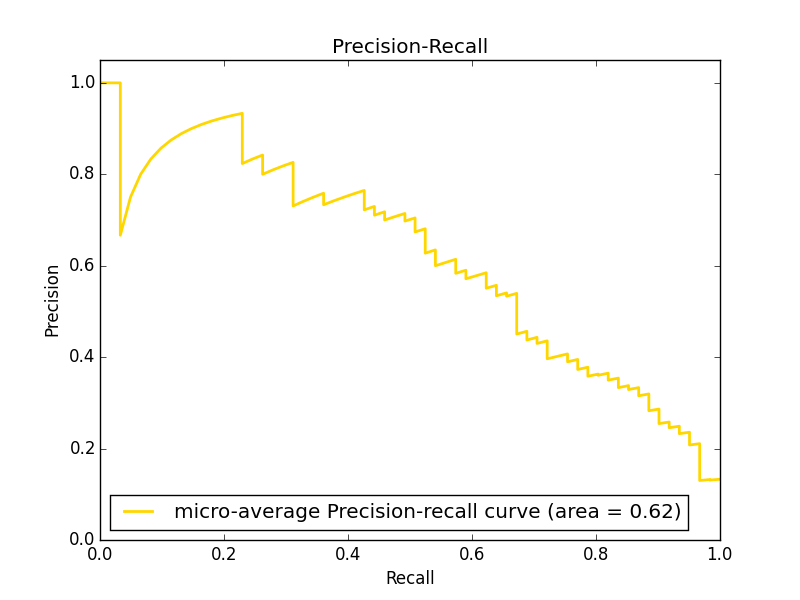 Precision-Recall
1.0
0.8
0.6
0.4
0.2
0.0
Precision
micro-average Precision-recall curve (area = 0.62)
0.0 0.2 0.4 0.6 0.8 1.0
Recall